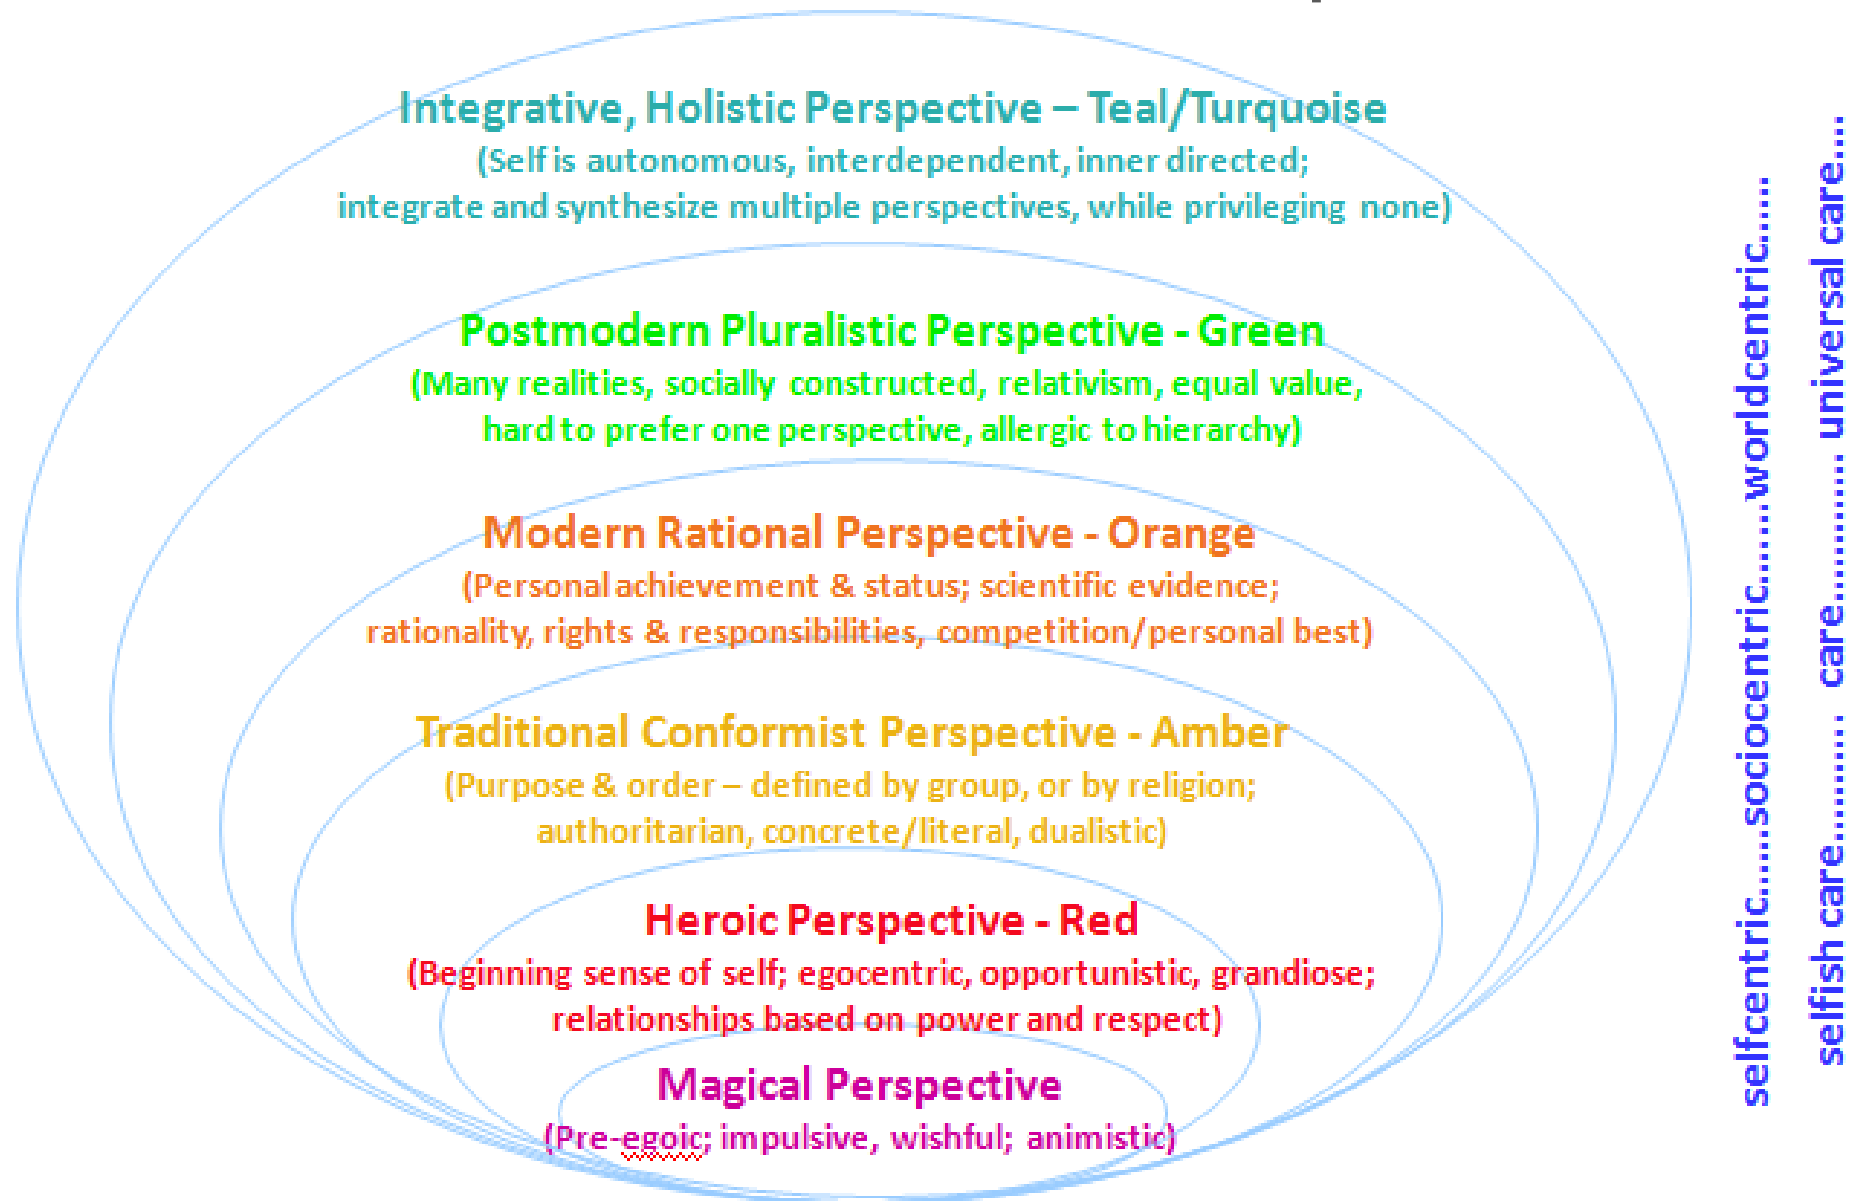 Integrative, Holistic Perspective – Teal/Turquoise
(Self is autonomous, interdependent, inner directed;
integrate and synthesize multiple perspectives, while privileging none)
Postmodern Pluralistic Perspective - Green
(Many realities, socially constructed, relativism, equal value,
hard to prefer one perspective, allergic to hierarchy)
Modern Rational Perspective - Orange
(Personal achievement & status; scientific evidence;
rationality, rights & responsibilities, competition/personal best)
Traditional Conformist Perspective - Amber
(Purpose & order – defined by group, or by religion;
authoritarian, concrete/literal, dualistic)
Heroic Perspective - Red
(Beginning sense of self; egocentric, opportunistic, grandiose;
relationships based on power and respect)
Magical Perspective
(Pre-egoic; impulsive, wishful; animistic)
selfcentric......sociocentric.......worldcentric.....
selfish care............ care.............. universal care....